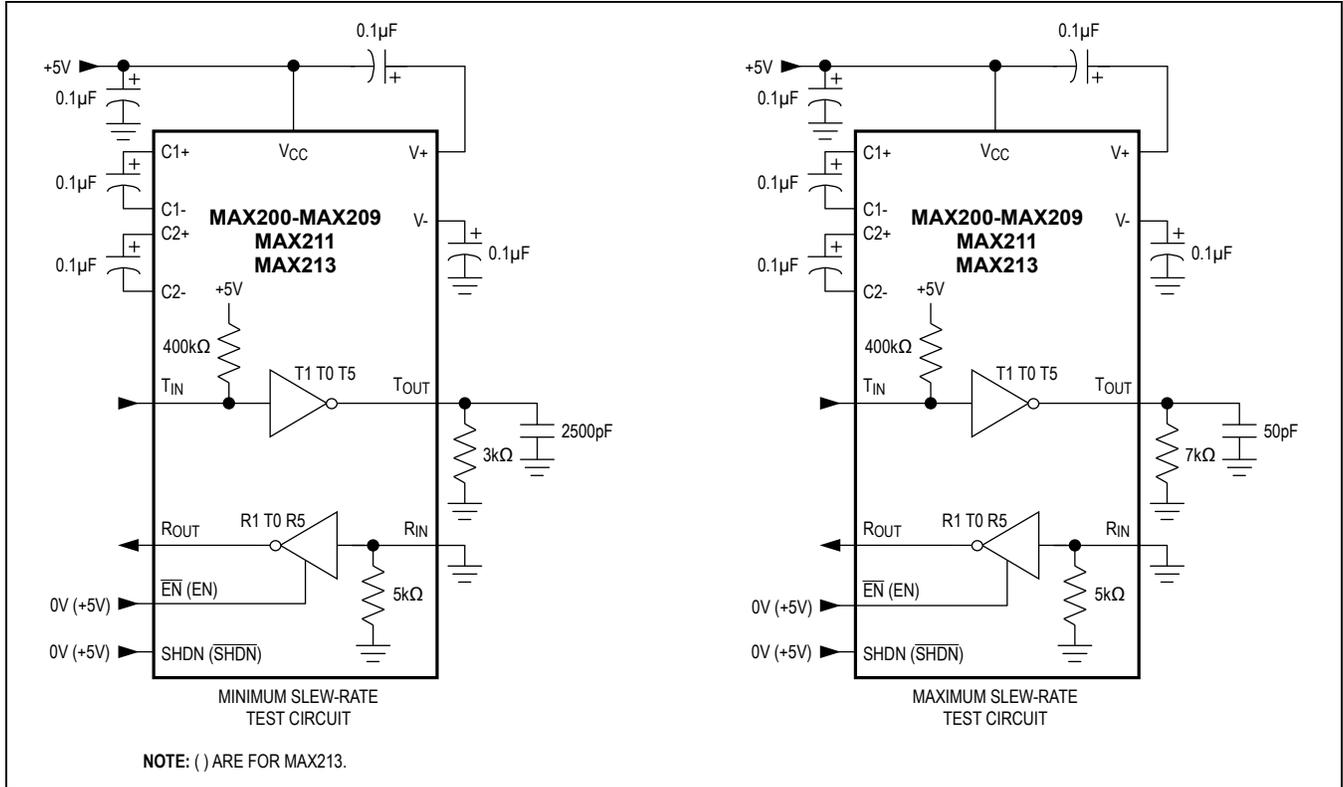 0.1µF
+5V
0.1µF
C1+
VCC
V+
0.1µF
C1-
V-
MAX200-MAX209
MAX211
MAX213
C2+
0.1µF
0.1µF
C2-
+5V
400kΩ
TIN
T1 T0 T5
TOUT
2500pF
3kΩ
ROUT
R1 T0 R5
RIN
EN (EN)
5kΩ
0V (+5V)
0V (+5V)
SHDN (SHDN)
MINIMUM SLEW-RATE
TEST CIRCUIT
0.1µF
+5V
0.1µF
C1+
VCC
V+
0.1µF
C1-
V-
MAX200-MAX209
MAX211
MAX213
C2+
0.1µF
0.1µF
C2-
+5V
400kΩ
TIN
T1 T0 T5
TOUT
50pF
7kΩ
ROUT
R1 T0 R5
RIN
EN (EN)
5kΩ
0V (+5V)
0V (+5V)
SHDN (SHDN)
MAXIMUM SLEW-RATE
TEST CIRCUIT
NOTE: ( ) ARE FOR MAX213.